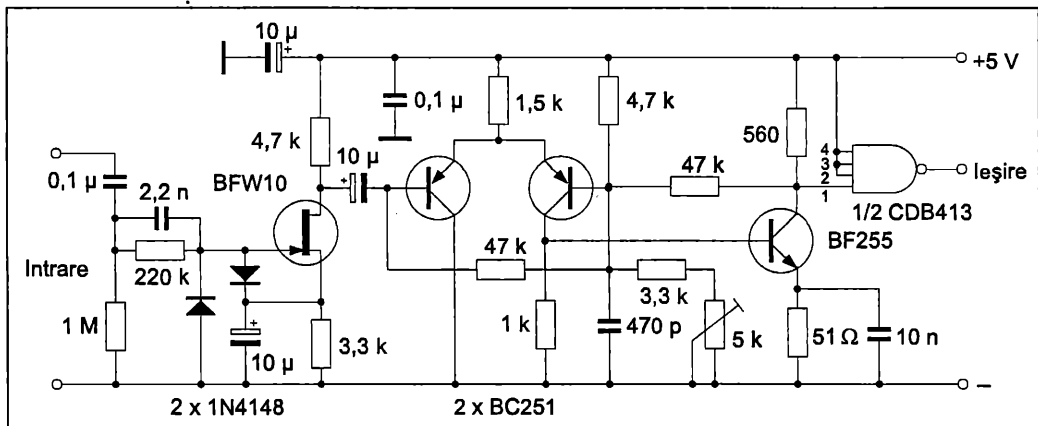 10 µ
+
+5 V
0,1 µ
1,5 k
4,7 k
560
4,7 k
10 µ
+
47 k
4
3
2
1
Ieşire
1/2 CDB413
0,1 µ
2,2 n
BFW10
BF255
Intrare
220 k
47 k
3,3 k
1 M
+
10 µ
3,3 k
1 k
470 p
5 k
51 Ω
10 n
–
2 x 1N4148
2 x BC251